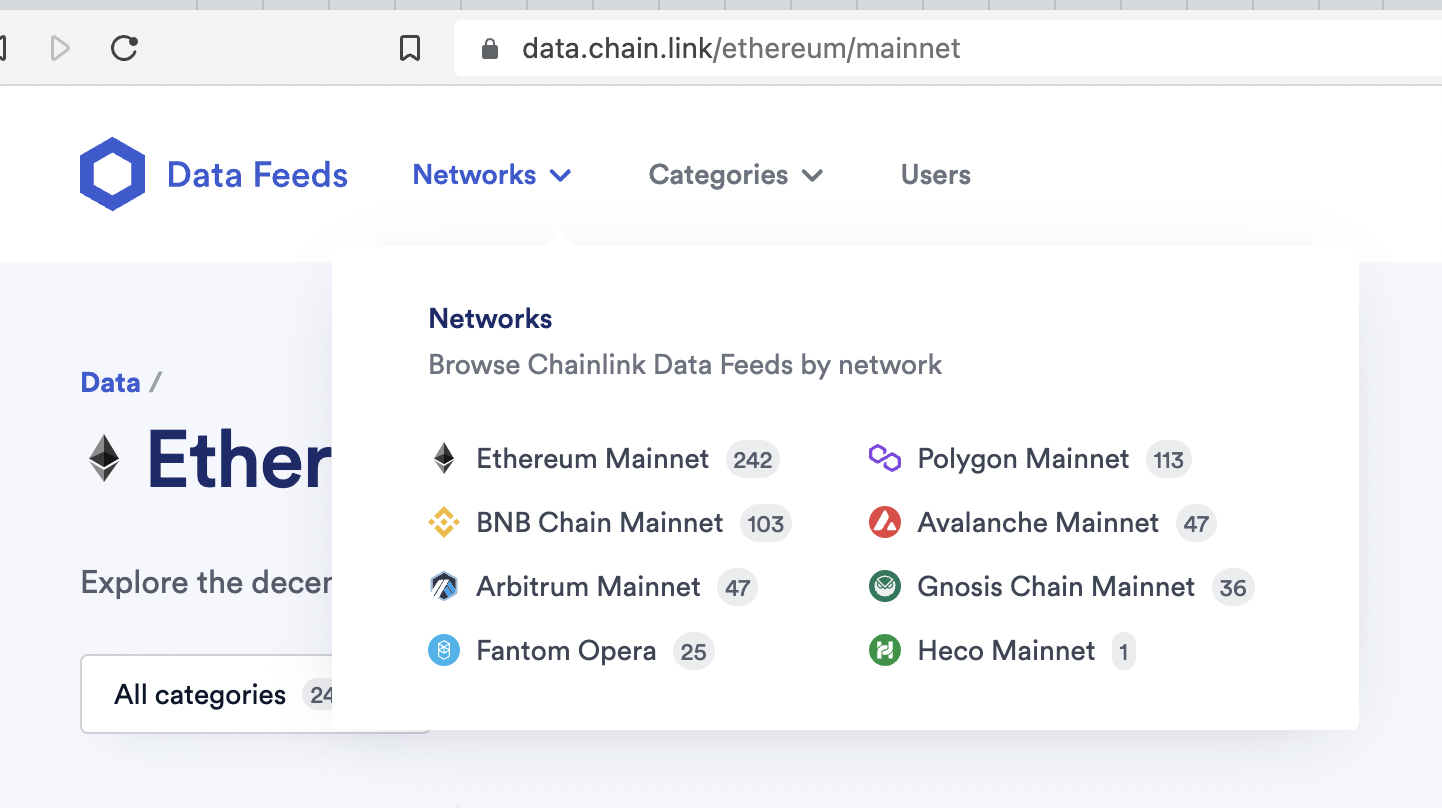 data.chain.link/ethereum/mainnet
Data Feeds Networks Categories Users
Networks
Browse Chainlink Data Feeds by network
Data /
Ether
Ethereum Mainnet 242 Polygon Mainnet 113
BNB Chain Mainnet 103 Avalanche Mainnet 47
Explore the decen
Arbitrum Mainnet 47 Gnosis Chain Mainnet 36
Fantom Opera 25 Heco Mainnet 1
All categories 24